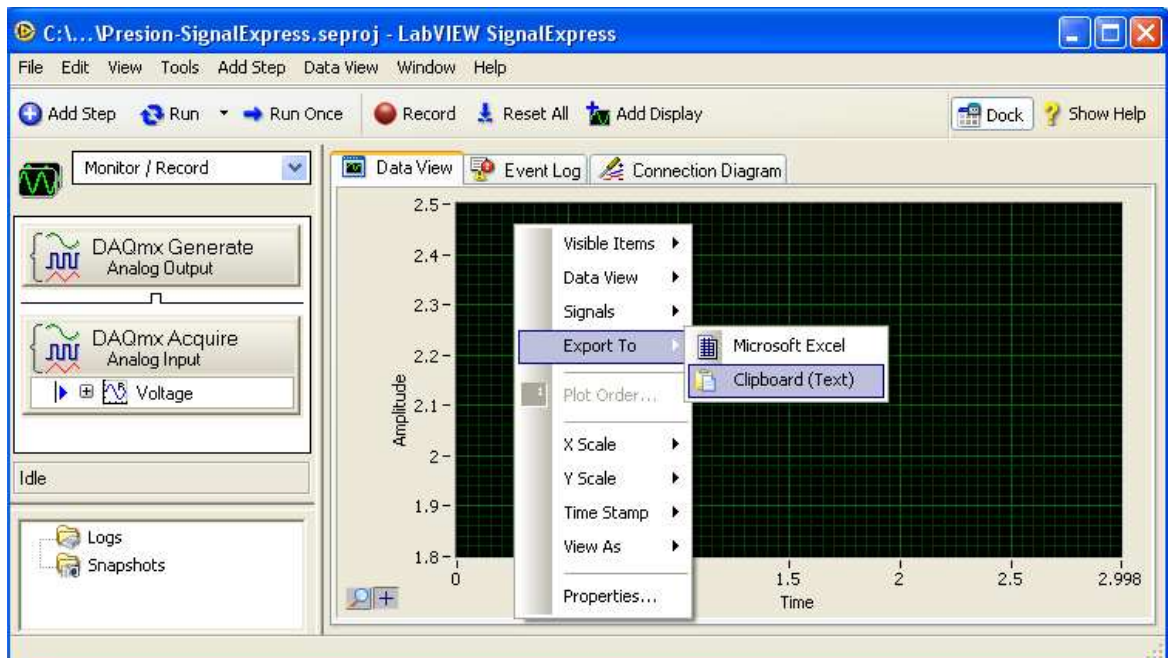 C:\...\Presion-SignalExpress.seproj - LabVIEW SignalExpress
File Edit View Tools Add Step Data View Window Help
Add Step Run Run Once Record Reset All Add Display Dock Show Help
Monitor / Record
Data View Event Log Connection Diagram
DAQmx Generate
Analog Output
DAQmx Acquire
Analog Input
Voltage
Idle
Logs
Snapshots
Amplitude
2.5
2.4
2.3
2.2
2.1
2
1.9
1.8
0 1.5 2 2.5 2.998
Time
Visible Items
Data View
Signals
Export To
Plot Order...
X Scale
Y Scale
Time Stamp
View As
Properties...
Microsoft Excel
Clipboard (Text)